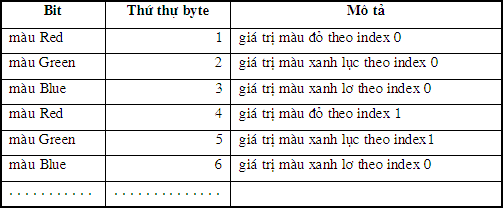 Bit Thứ thự byte Mô tả
màu Red 1 giá trị màu đỏ theo index 0
màu Green 2 giá trị màu xanh lục theo index 0
màu Blue 3 giá trị màu xanh lơ theo index 0
màu Red 4 giá trị màu đỏ theo index 1
màu Green 5 giá trị màu xanh lục theo index1
màu Blue 6 giá trị màu xanh lơ theo index 0
............ ...............